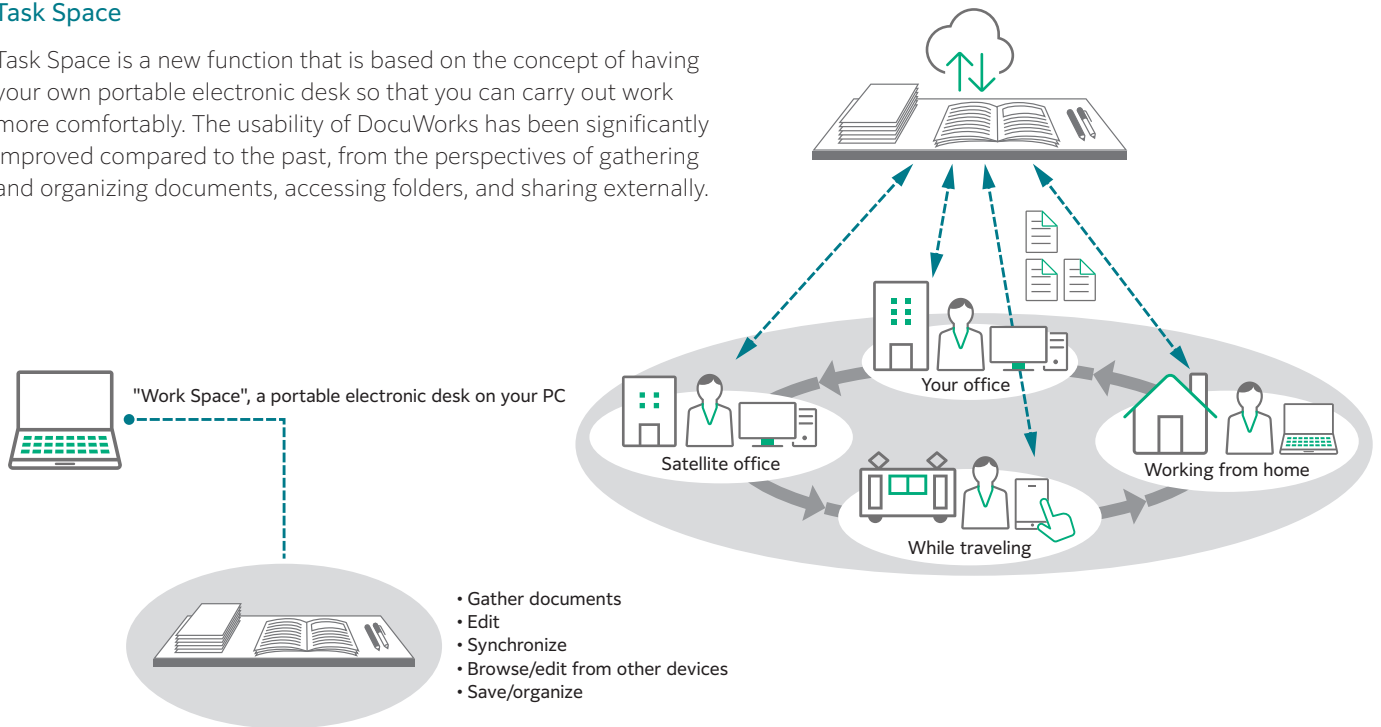 Task Space
Task Space is a new function that is based on the concept of having
your own portable electronic desk so that you can carry out work
more comfortably. The usability of DocuWorks has been significantly
improved compared to the past, from the perspectives of gathering
and organizing documents, accessing folders, and sharing externally.
Your office
"Work Space", a portable electronic desk on your PC
Satellite office
Working from home
While traveling
• Gather documents
• Edit
• Synchronize
• Browse/edit from other devices
• Save/organize